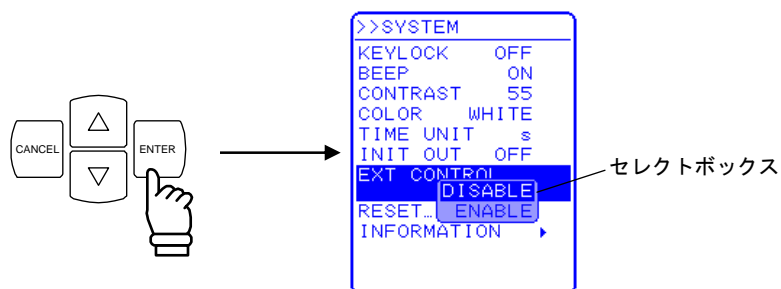 CANCEL
ENTER
>>SYSTEM
KEYLOCK OFF
BEEP ON
CONTRAST 55
COLOR WHITE
TIME UNIT s
INIT OUT OFF
EXT CONTROL
DISABLE
RESET… ENABLE
INFORMATION
セレクトボックス